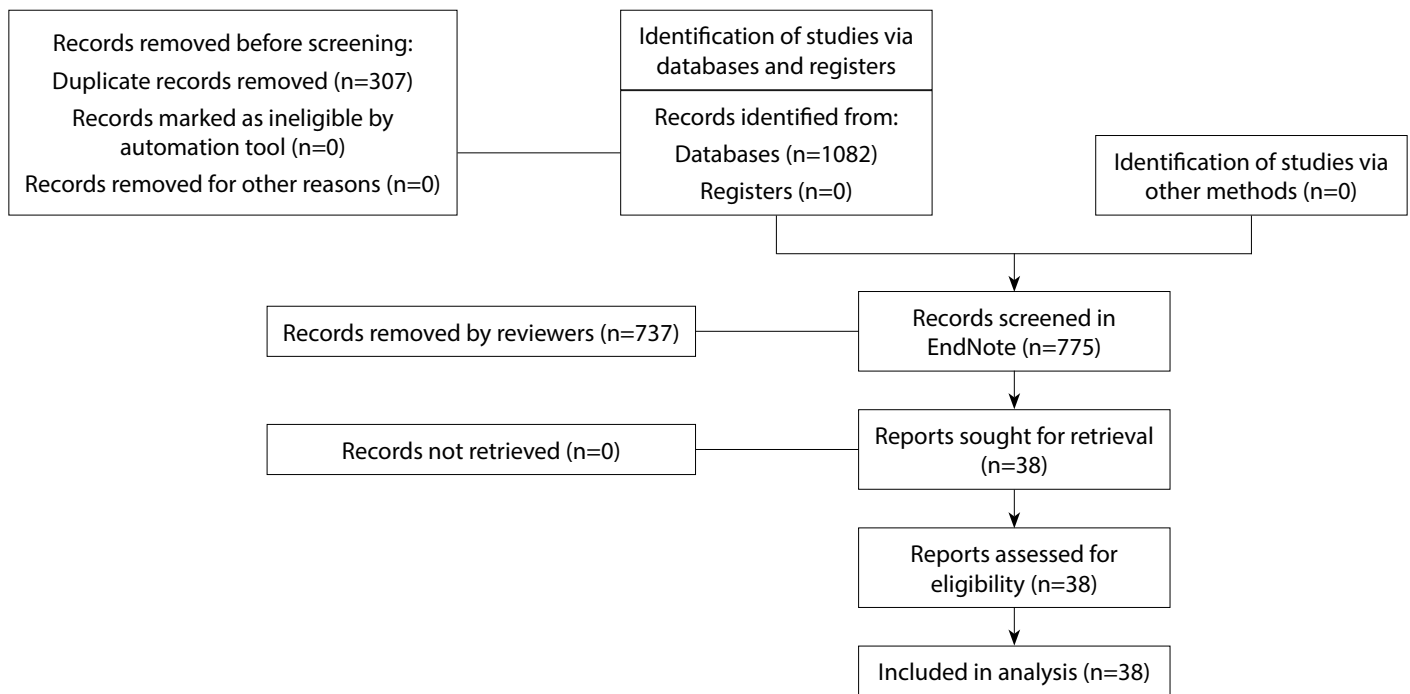 Records removed before screening:
Duplicate records removed (n=307)
Records marked as ineligible by
automation tool (n=0)
Records removed for other reasons (n=0)
Identification of studies via
databases and registers
Records identified from:
Databases (n=1082)
Registers (n=0)
Identification of studies via
other methods (n=0)
Records removed by reviewers (n=737)
Records screened in
EndNote (n=775)
Records not retrieved (n=0)
Reports sought for retrieval
(n=38)
Reports assessed for
eligibility (n=38)
Included in analysis (n=38)